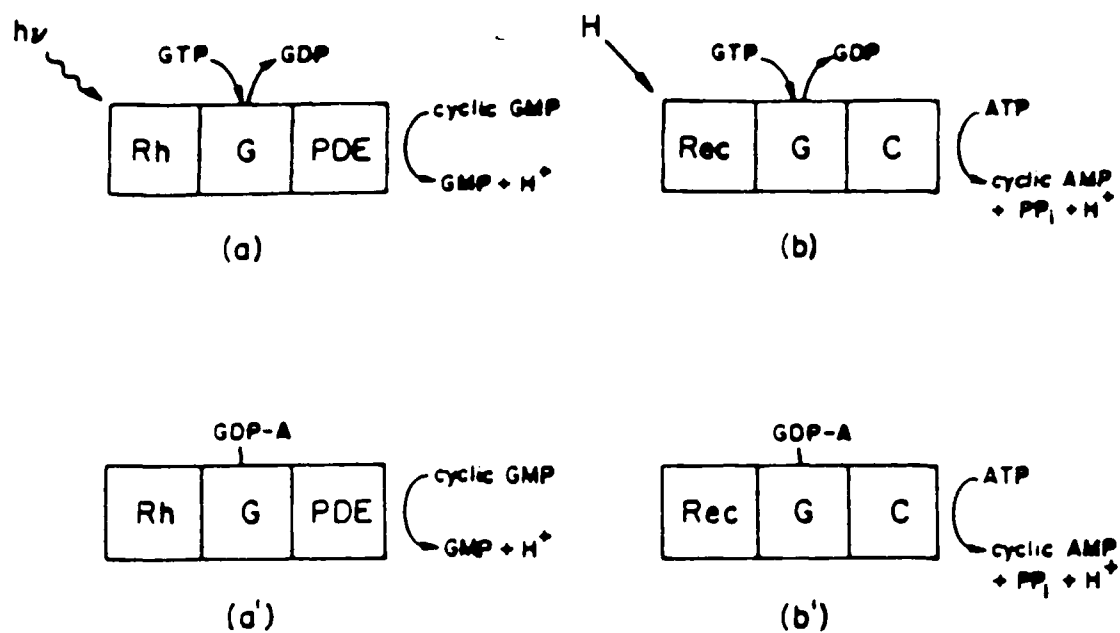 hν
GTP GDP
Rh G PDE
cyclic GMP
GMP + H⁺
(a)
H
GTP GDP
Rec G C
ATP
cyclic AMP
+ PPᵢ + H⁺
(b)
GDP-A
Rh G PDE
cyclic GMP
GMP + H⁺
(a')
GDP-A
Rec G C
ATP
cyclic AMP
+ PPᵢ + H⁺
(b')